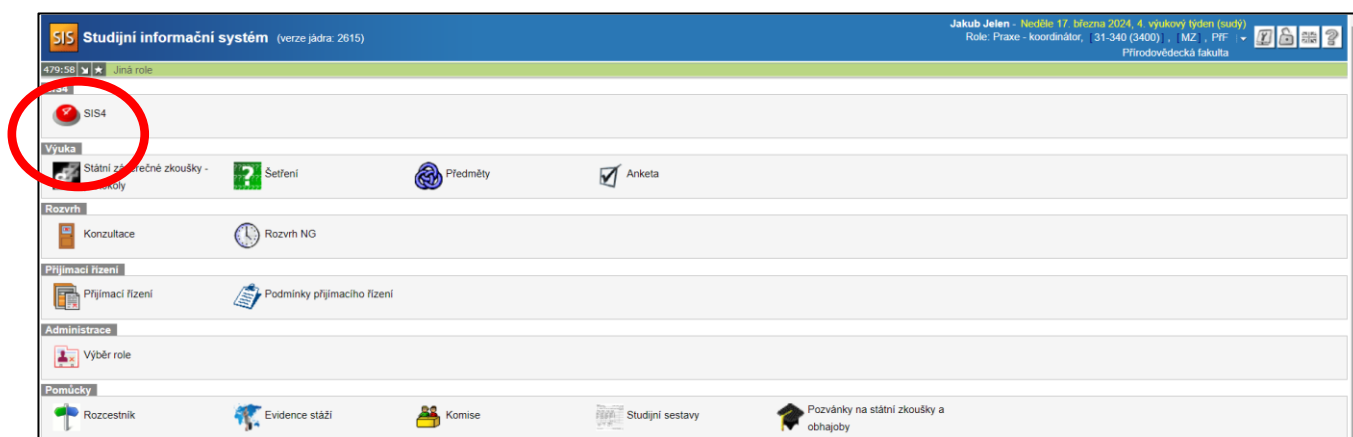 Jakub Jelen - Neděle 17. března 2024, 4. výukový týden (sudý)
SIS Studijní informační systém (verze jádra: 2615)
Role: Praxe - koordinátor, [31-340 (3400)], [MZ], PřF
Přírodovědecká fakulta
479:58 Jiná role
SIS4
SIS4
Výuka
Státní závěrečné zkoušky -
Šetření
Předměty
Anketa
Rozvrh
Konzultace
Rozvrh NG
Přijímací řízení
Přijímací řízení
Podmínky přijímacího řízení
Administrace
Výběr role
Pomůcky
Rozcestník
Evidence stáží
Komise
Studijní sestavy
Pozvánky na státní zkoušky a
obhajoby